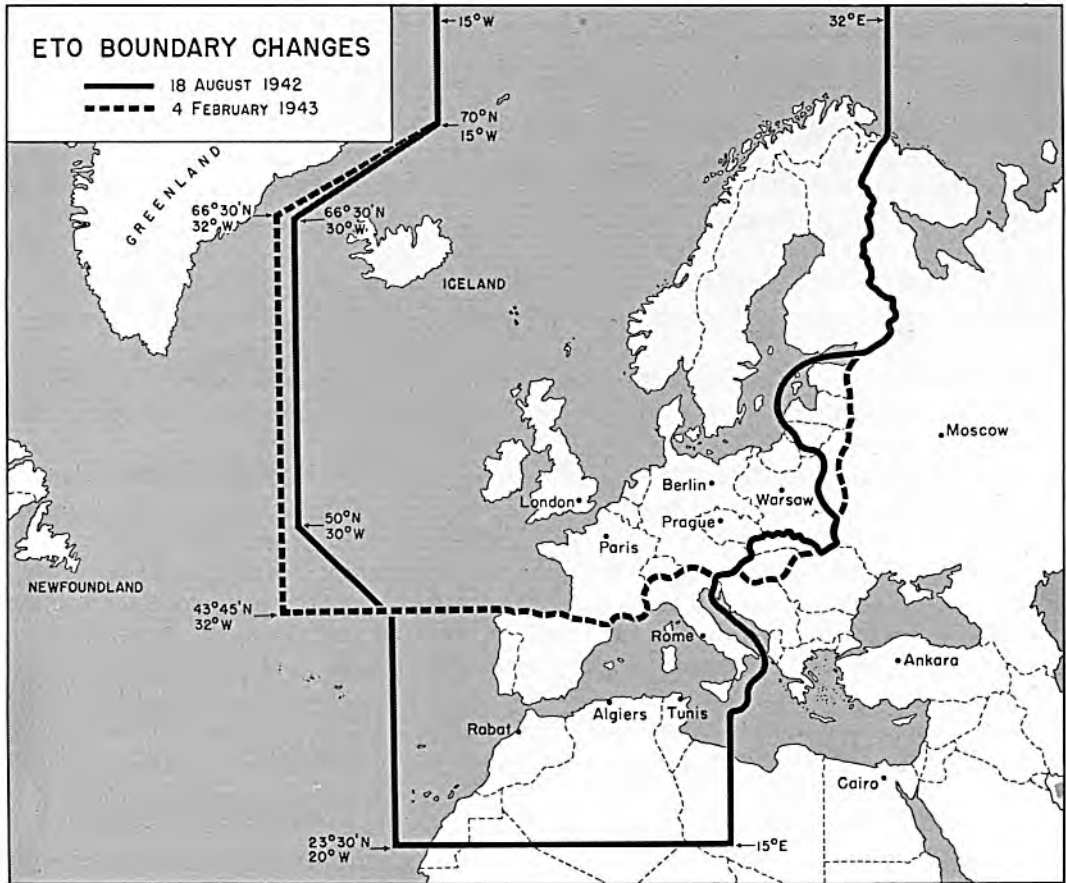 ETO BOUNDARY CHANGES
18 AUGUST 1942
4 FEBRUARY 1943
15°W
32°E
70°N
15°W
GREENLAND
66°30'N
32°W
66°30'N
30°W
ICELAND
Moscow
Berlin
Warsaw
London
Prague
50°N
30°W
Paris
NEWFOUNDLAND
43°45'N
32°W
Rome
Ankara
Rabat
Algiers
Tunis
Cairo
23°30'N
20°W
15°E